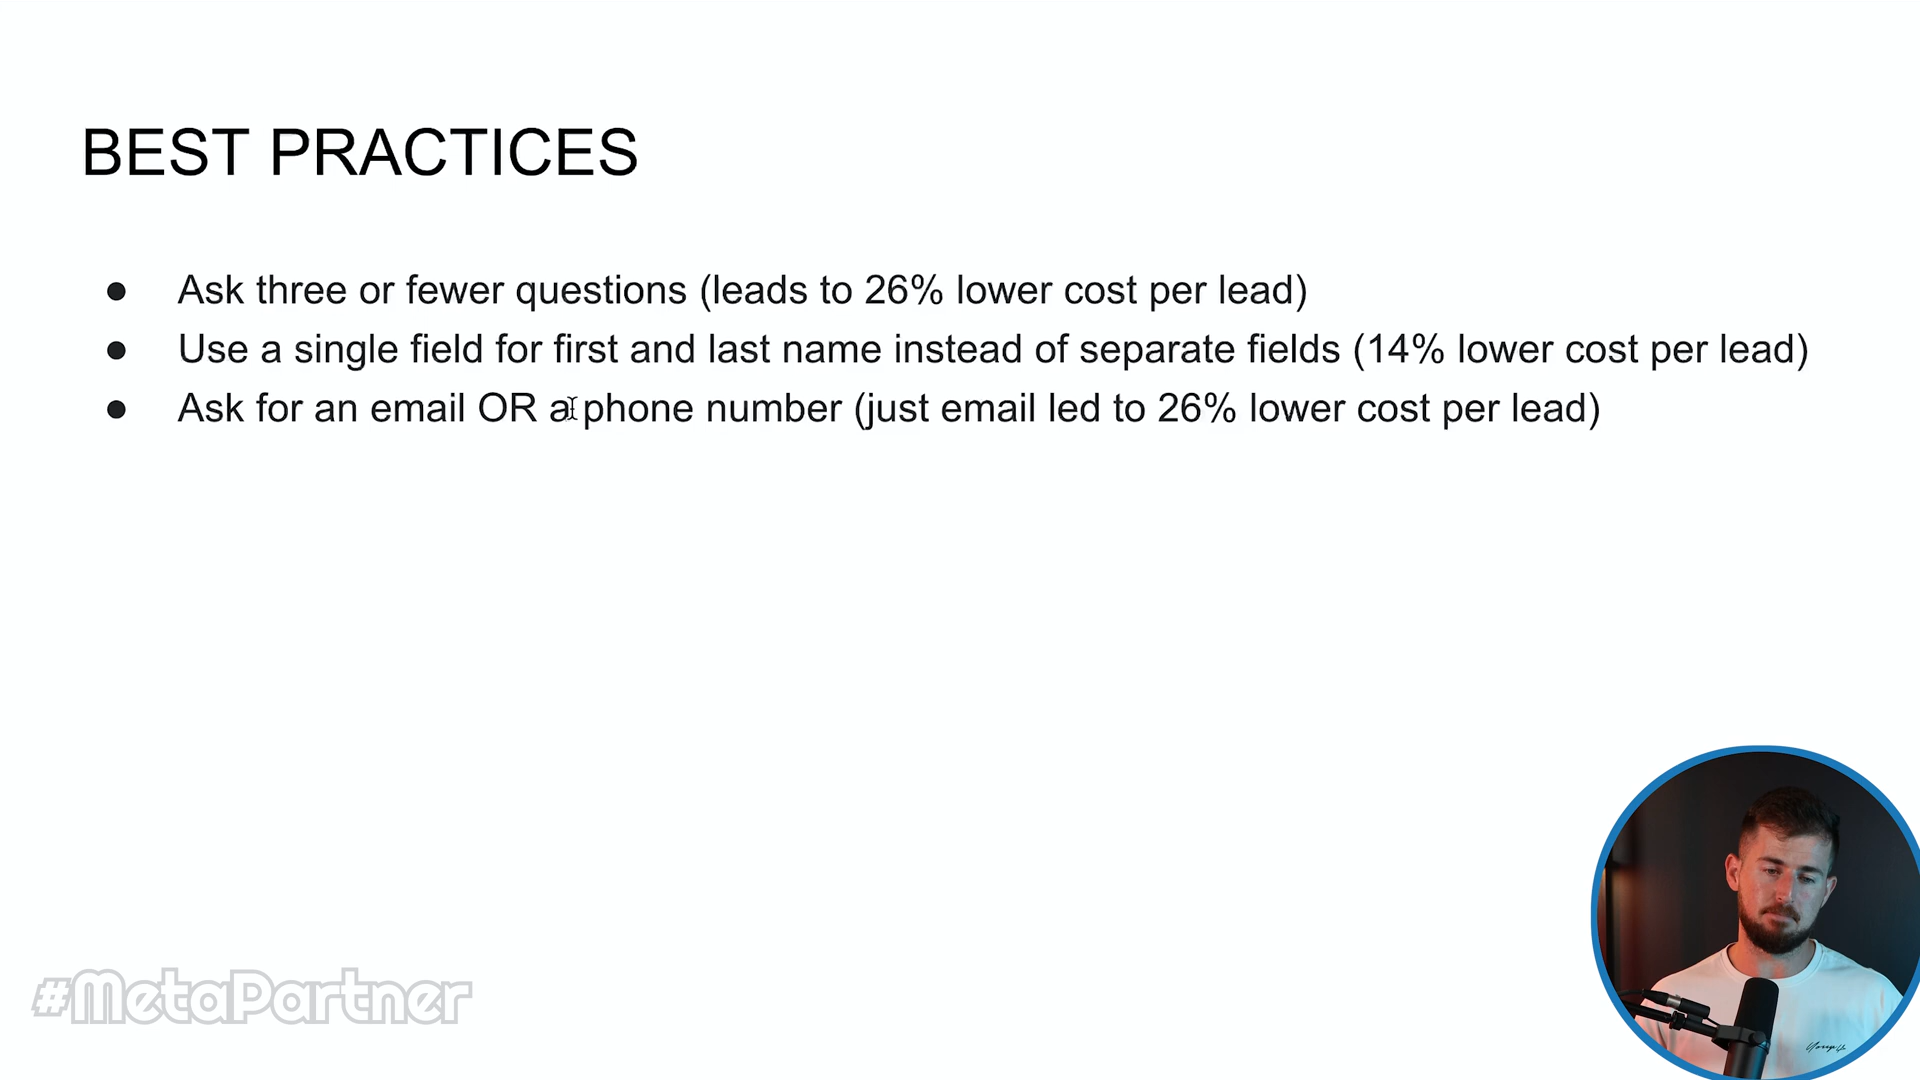 BEST PRACTICES
● Ask three or fewer questions (leads to 26% lower cost per lead)
● Use a single field for first and last name instead of separate fields (14% lower cost per lead)
● Ask for an email OR a phone number (just email led to 26% lower cost per lead)
#MetaPartner